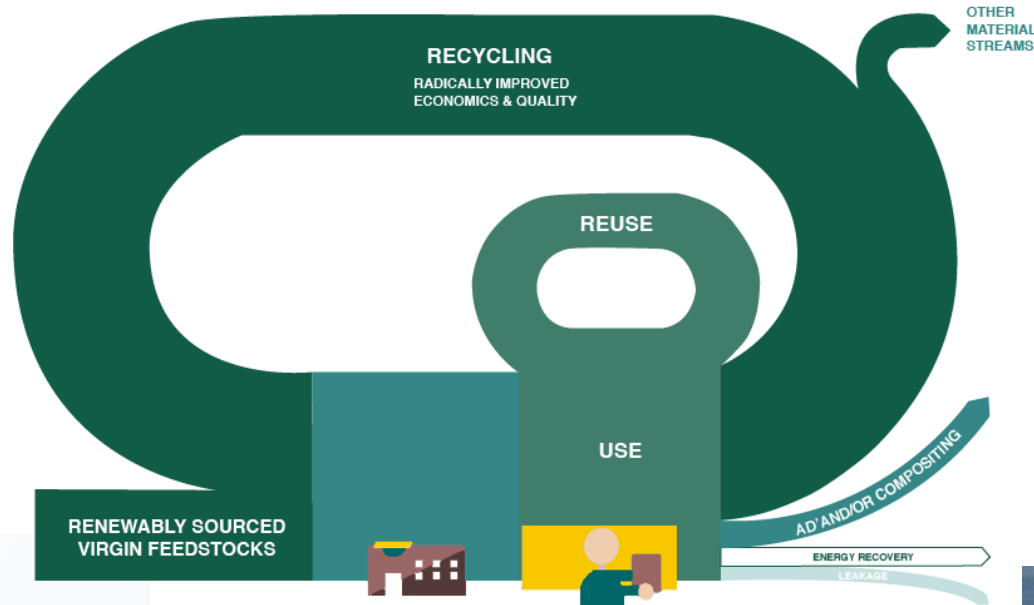 OTHER
MATERIAL
STREAMS
RECYCLING
RADICALLY IMPROVED
ECONOMICS & QUALITY
REUSE
USE
RENEWABLY SOURCED
VIRGIN FEEDSTOCKS
AD'AND/OR COMPOSITING
ENERGY RECOVERY
LEAKAGE